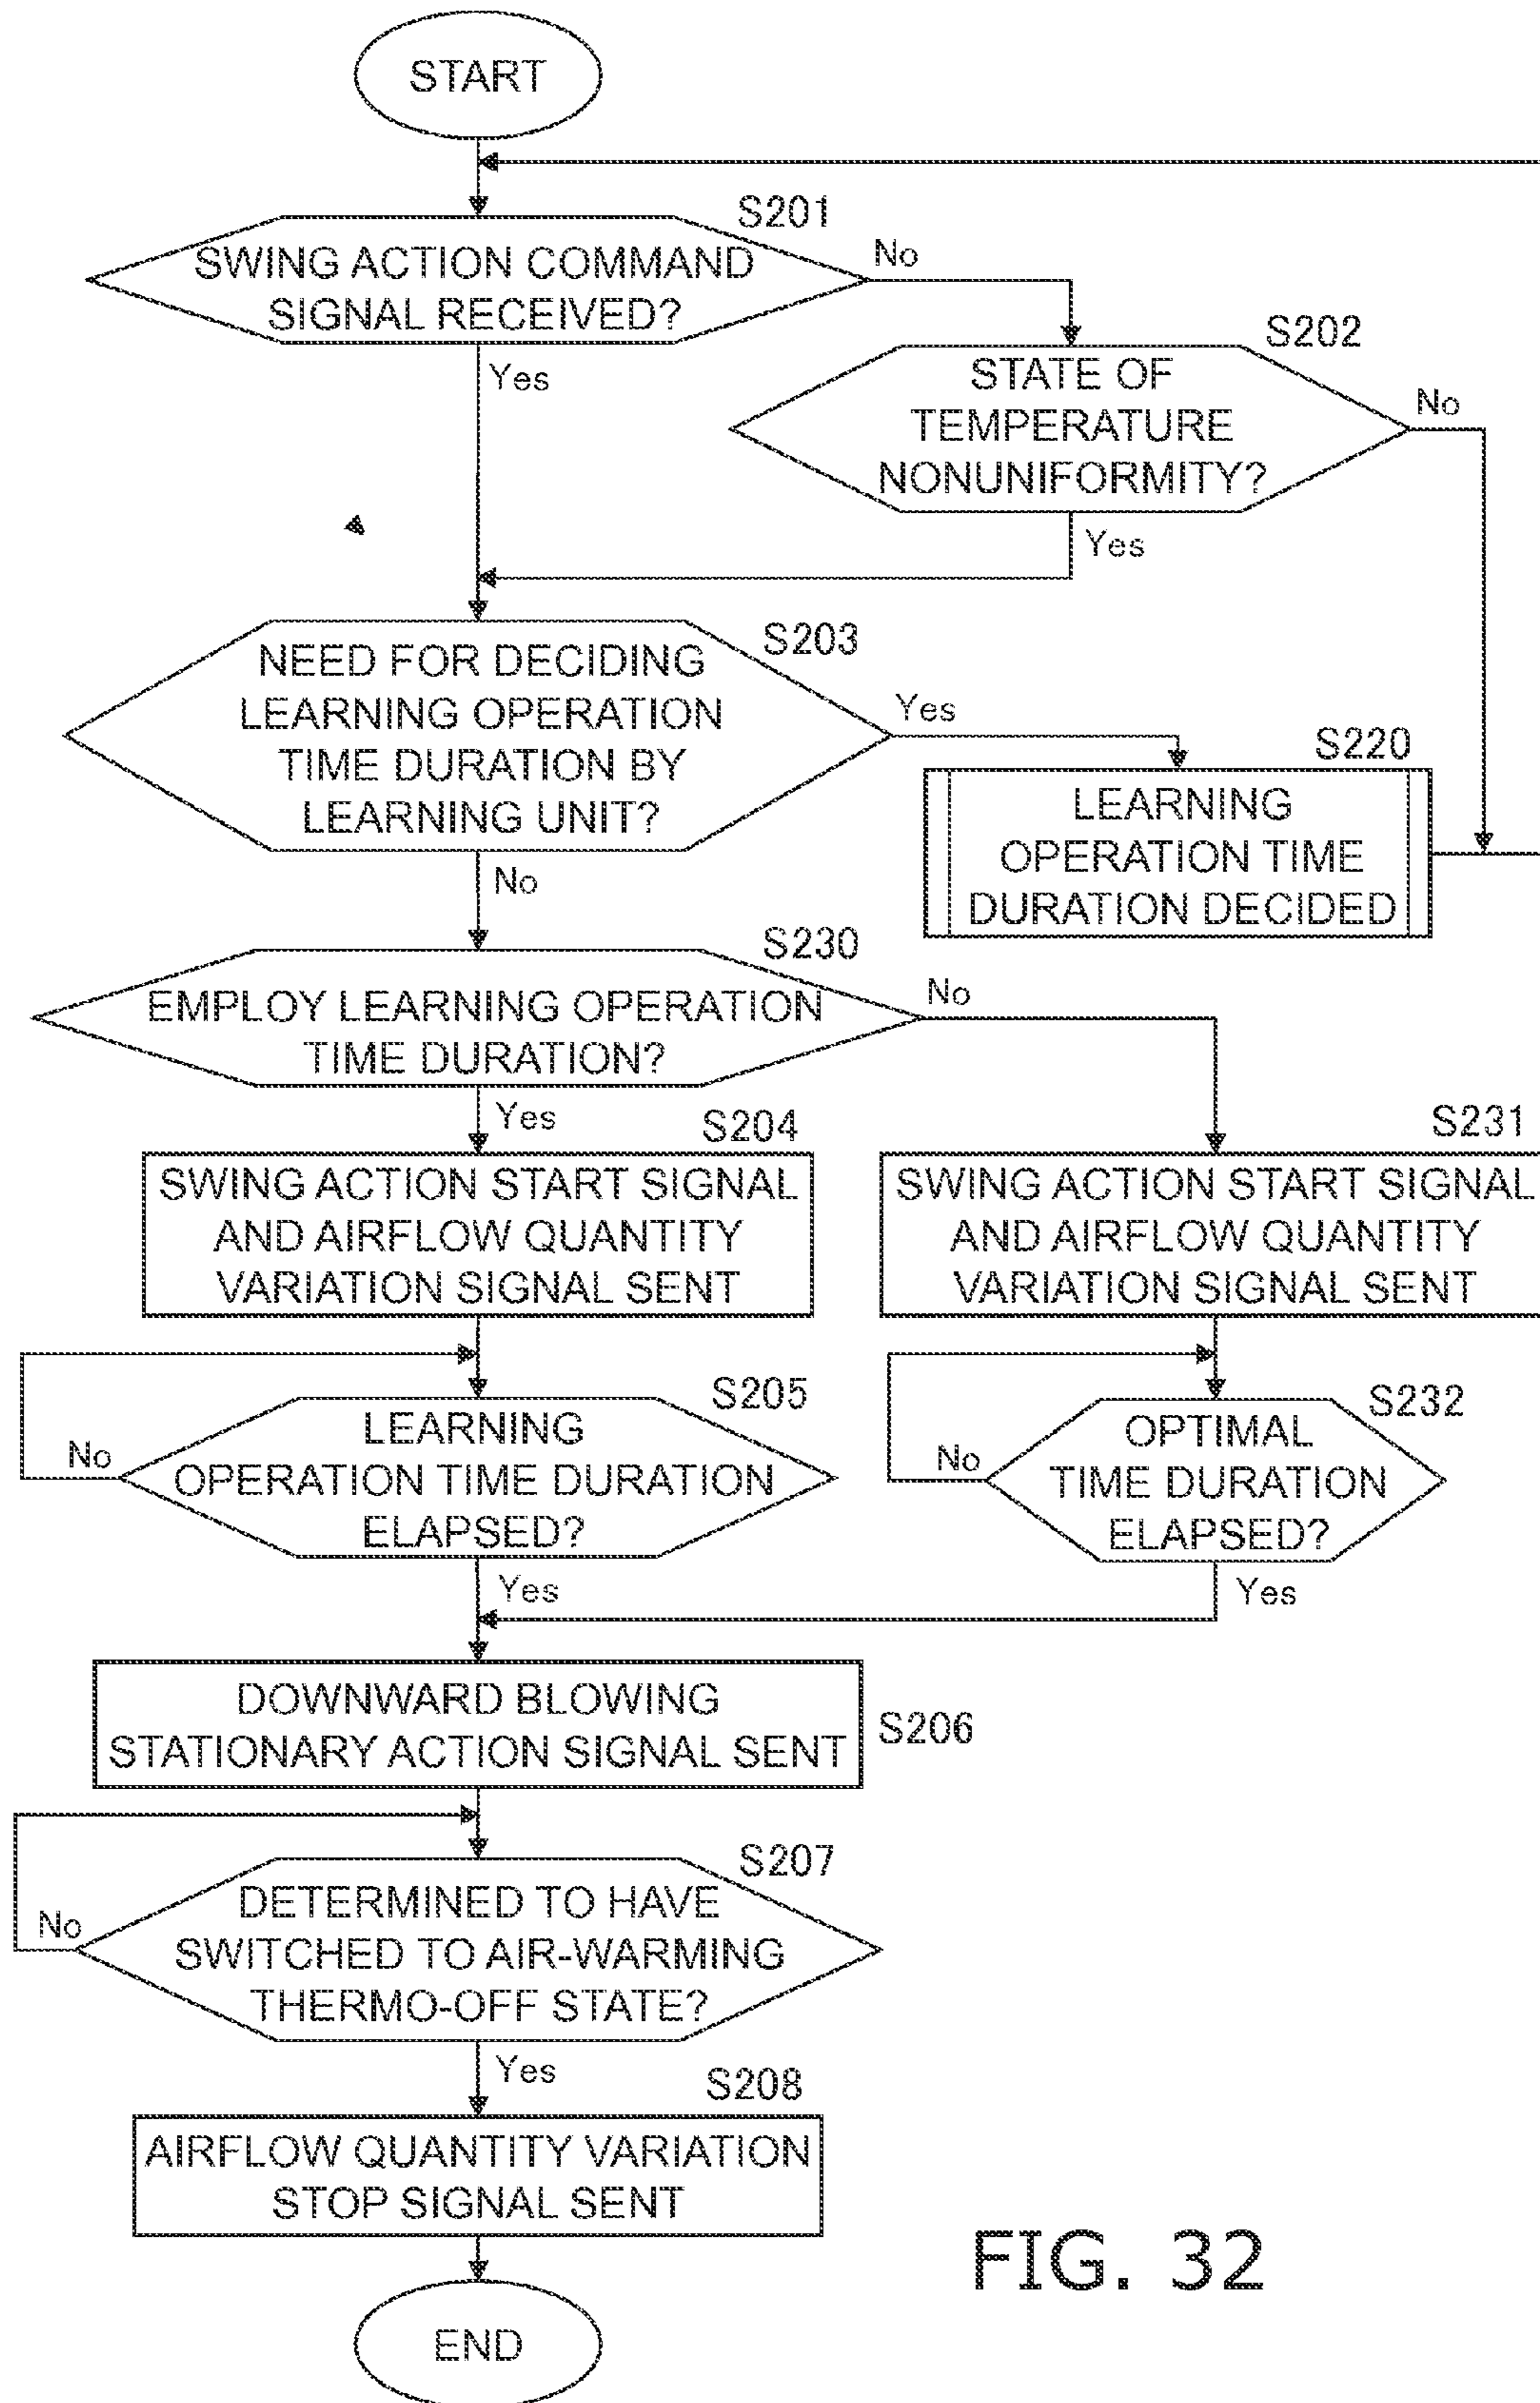 START
S201
SWING ACTION COMMAND
SIGNAL RECEIVED?
No
Yes
S202
STATE OF
TEMPERATURE
NONUNIFORMITY?
No
Yes
S203
NEED FOR DECIDING
LEARNING OPERATION
TIME DURATION BY
LEARNING UNIT?
Yes
No
S220
LEARNING
OPERATION TIME
DURATION DECIDED
S230
EMPLOY LEARNING OPERATION
TIME DURATION?
No
Yes
S204
SWING ACTION START SIGNAL
AND AIRFLOW QUANTITY
VARIATION SIGNAL SENT
S231
SWING ACTION START SIGNAL
AND AIRFLOW QUANTITY
VARIATION SIGNAL SENT
S205
LEARNING
OPERATION TIME DURATION
ELAPSED?
No
Yes
S232
OPTIMAL
TIME DURATION
ELAPSED?
No
Yes
DOWNWARD BLOWING
STATIONARY ACTION SIGNAL SENT
S206
S207
DETERMINED TO HAVE
SWITCHED TO AIR-WARMING
THERMO-OFF STATE?
No
Yes
S208
AIRFLOW QUANTITY VARIATION
STOP SIGNAL SENT
END
FIG. 32